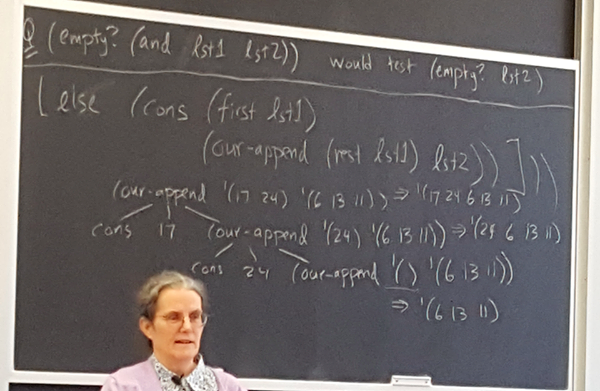 Q (empty? (and lst1 lst2)) would test (empty? lst2)
[else (cons (first lst1)
(our-append (rest lst1) lst2))]))
(our-append '(17 24) '(6 13 11)) ⇒ '(17 24 6 13 11)
cons 17 (our-append '(24) '(6 13 11)) ⇒ '(24 6 13 11)
cons 24 (our-append '() '(6 13 11))
⇒ '(6 13 11)